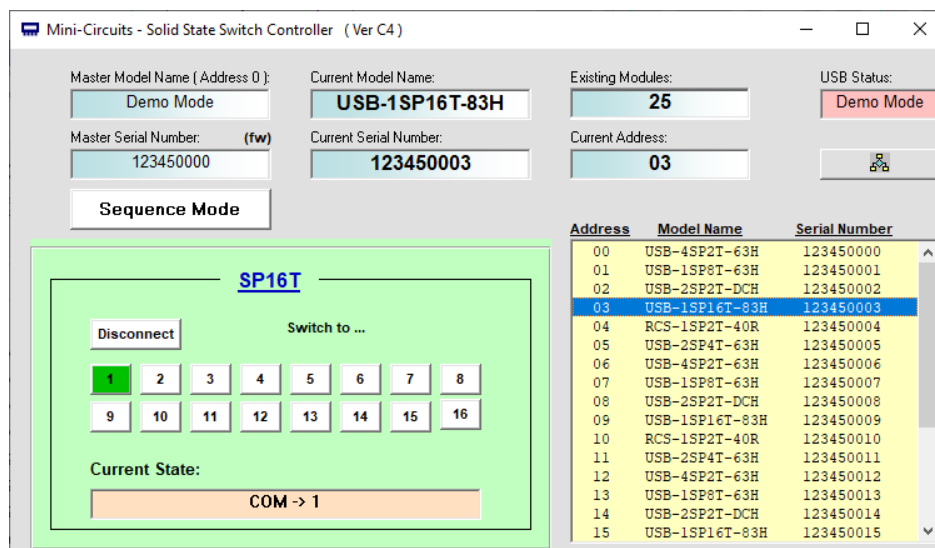 Mini-Circuits - Solid State Switch Controller   ( Ver C4 )
Master Model Name ( Address 0 ):
Demo Mode
Current Model Name:
USB-1SP16T-83H
Existing Modules:
25
USB Status:
Demo Mode
Master Serial Number:   (fw)
123450000
Current Serial Number:
123450003
Current Address:
03
Sequence Mode
SP16T
Disconnect
Switch to ...
1 2 3 4 5 6 7 8
9 10 11 12 13 14 15 16
Current State:
COM -> 1
Address   Model Name   Serial Number
00 USB-4SP2T-63H 123450000
01 USB-1SP8T-63H 123450001
02 USB-2SP2T-DCH 123450002
03 USB-1SP16T-83H 123450003
04 RCS-1SP2T-40R 123450004
05 USB-2SP4T-63H 123450005
06 USB-4SP2T-63H 123450006
07 USB-1SP8T-63H 123450007
08 USB-2SP2T-DCH 123450008
09 USB-1SP16T-83H 123450009
10 RCS-1SP2T-40R 123450010
11 USB-2SP4T-63H 123450011
12 USB-4SP2T-63H 123450012
13 USB-1SP8T-63H 123450013
14 USB-2SP2T-DCH 123450014
15 USB-1SP16T-83H 123450015